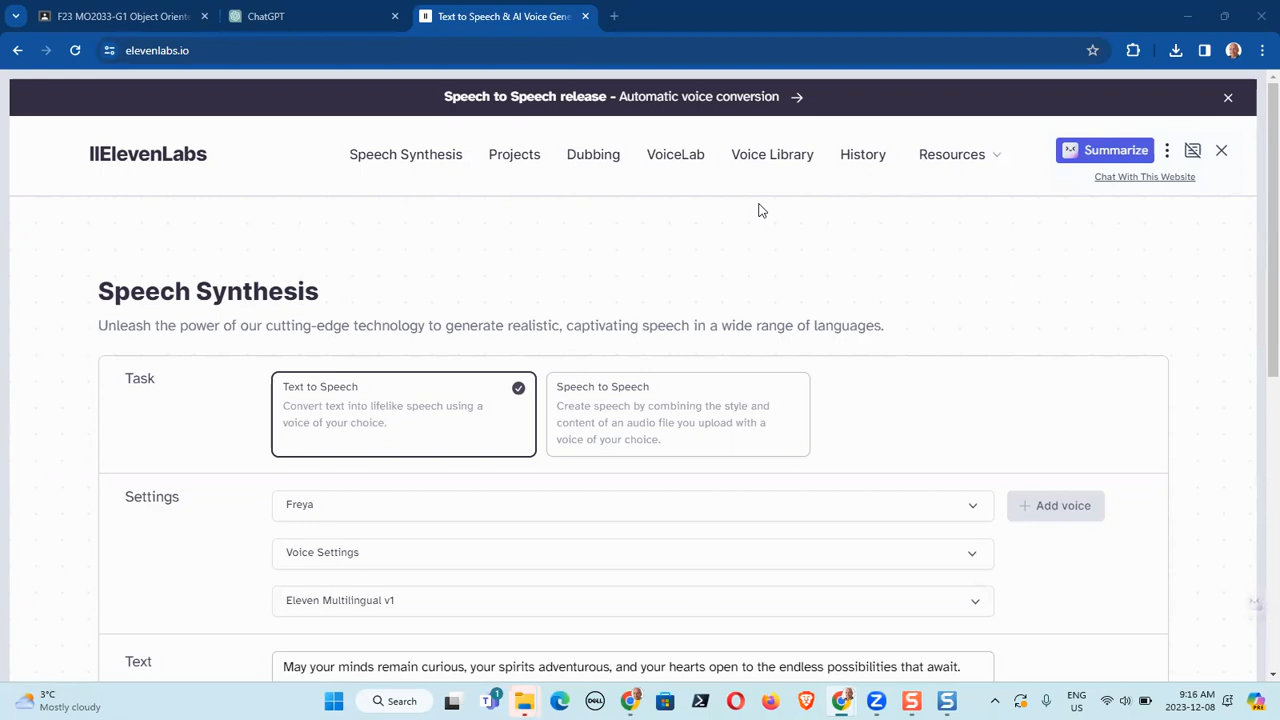 F23 MO2033-G1 Object Oriente
ChatGPT
Text to Speech & AI Voice Gene
elevenlabs.io
Speech to Speech release - Automatic voice conversion →
IIElevenLabs
Speech Synthesis
Projects
Dubbing
VoiceLab
Voice Library
History
Resources
Summarize
Chat With This Website
Speech Synthesis
Unleash the power of our cutting-edge technology to generate realistic, captivating speech in a wide range of languages.
Task
Text to Speech
Convert text into lifelike speech using a
voice of your choice.
Speech to Speech
Create speech by combining the style and
content of an audio file you upload with a
voice of your choice.
Settings
Freya
+ Add voice
Voice Settings
Eleven Multilingual v1
Text
May your minds remain curious, your spirits adventurous, and your hearts open to the endless possibilities that await.
3°C
Mostly cloudy
Search
1
DELL
ENG
US
9:16 AM
2023-12-08